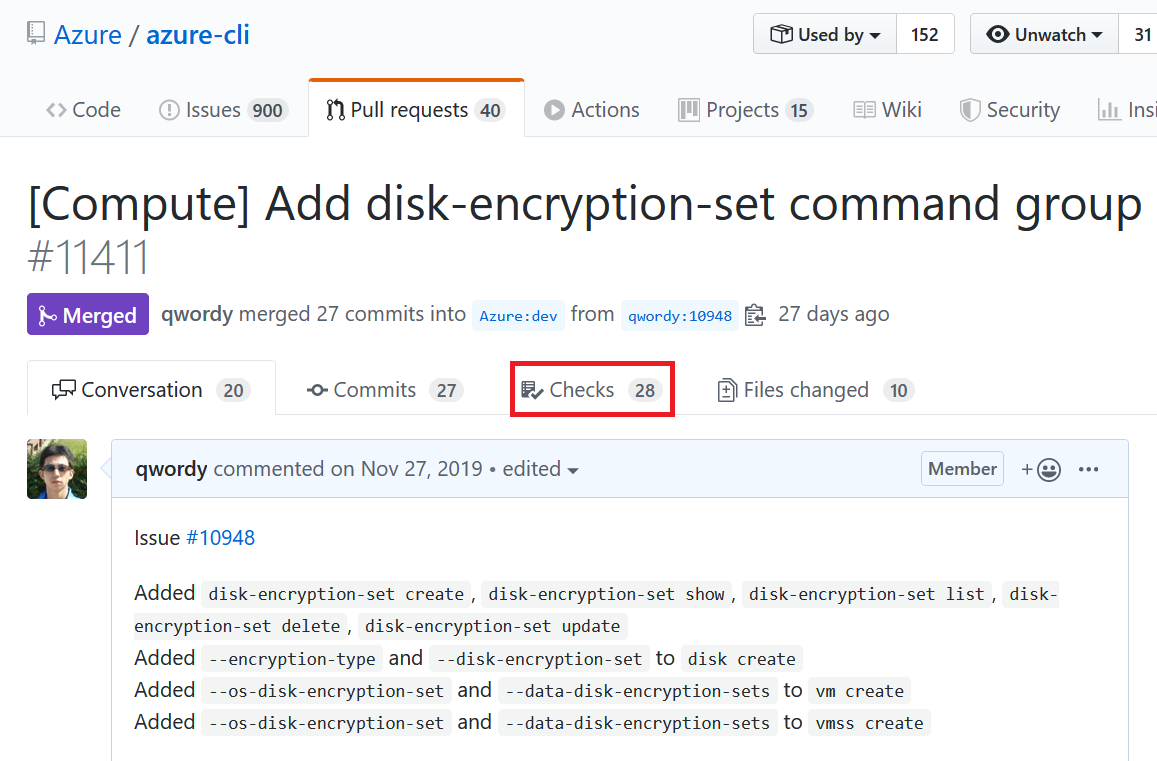 Azure / azure-cli
Used by 152 Unwatch 31
Code Issues 900 Pull requests 40 Actions Projects 15 Wiki Security Insi
[Compute] Add disk-encryption-set command group
#11411
Merged qwordy merged 27 commits into Azure:dev from qwordy:10948 27 days ago
Conversation 20 Commits 27 Checks 28 Files changed 10
qwordy commented on Nov 27, 2019 • edited Member
Issue #10948
Added disk-encryption-set create, disk-encryption-set show, disk-encryption-set list, disk-
encryption-set delete, disk-encryption-set update
Added --encryption-type and --disk-encryption-set to disk create
Added --os-disk-encryption-set and --data-disk-encryption-sets to vm create
Added --os-disk-encryption-set and --data-disk-encryption-sets to vmss create